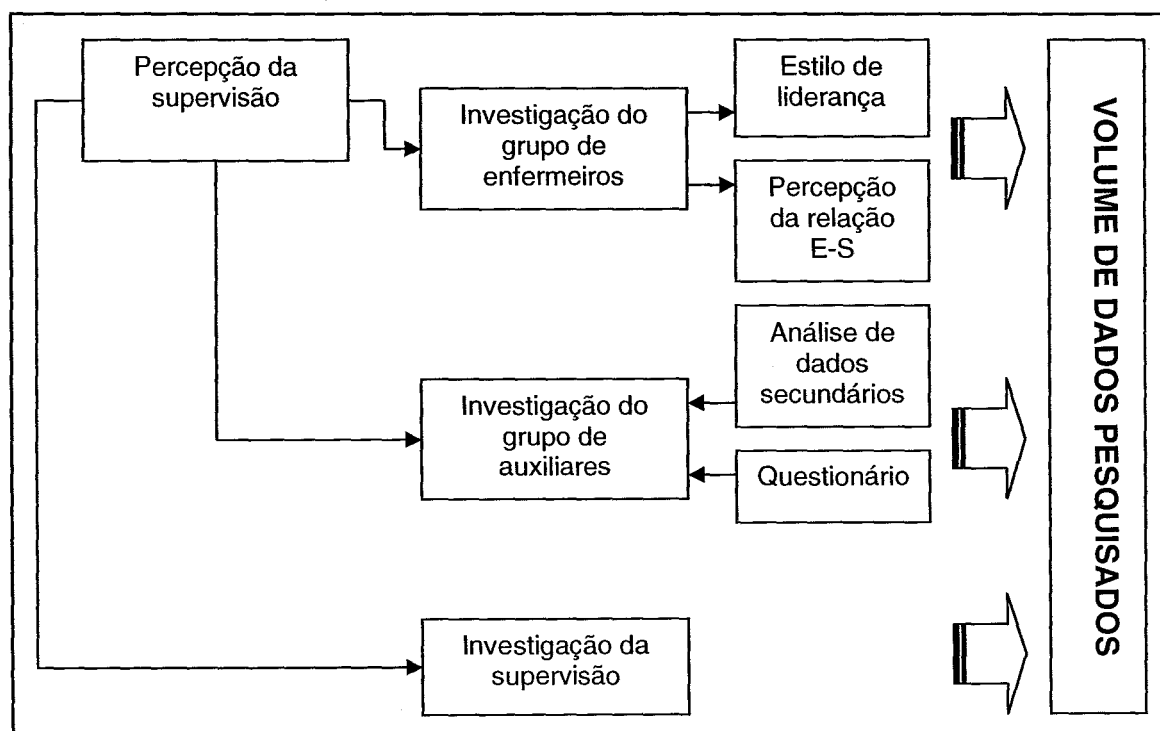 Percepção da
supervisão
Investigação do
grupo de
enfermeiros
Estilo de
liderança
Percepção
da relação
E-S
Investigação do
grupo de
auxiliares
Análise de
dados
secundários
Questionário
Investigação da
supervisão
VOLUME DE DADOS PESQUISADOS